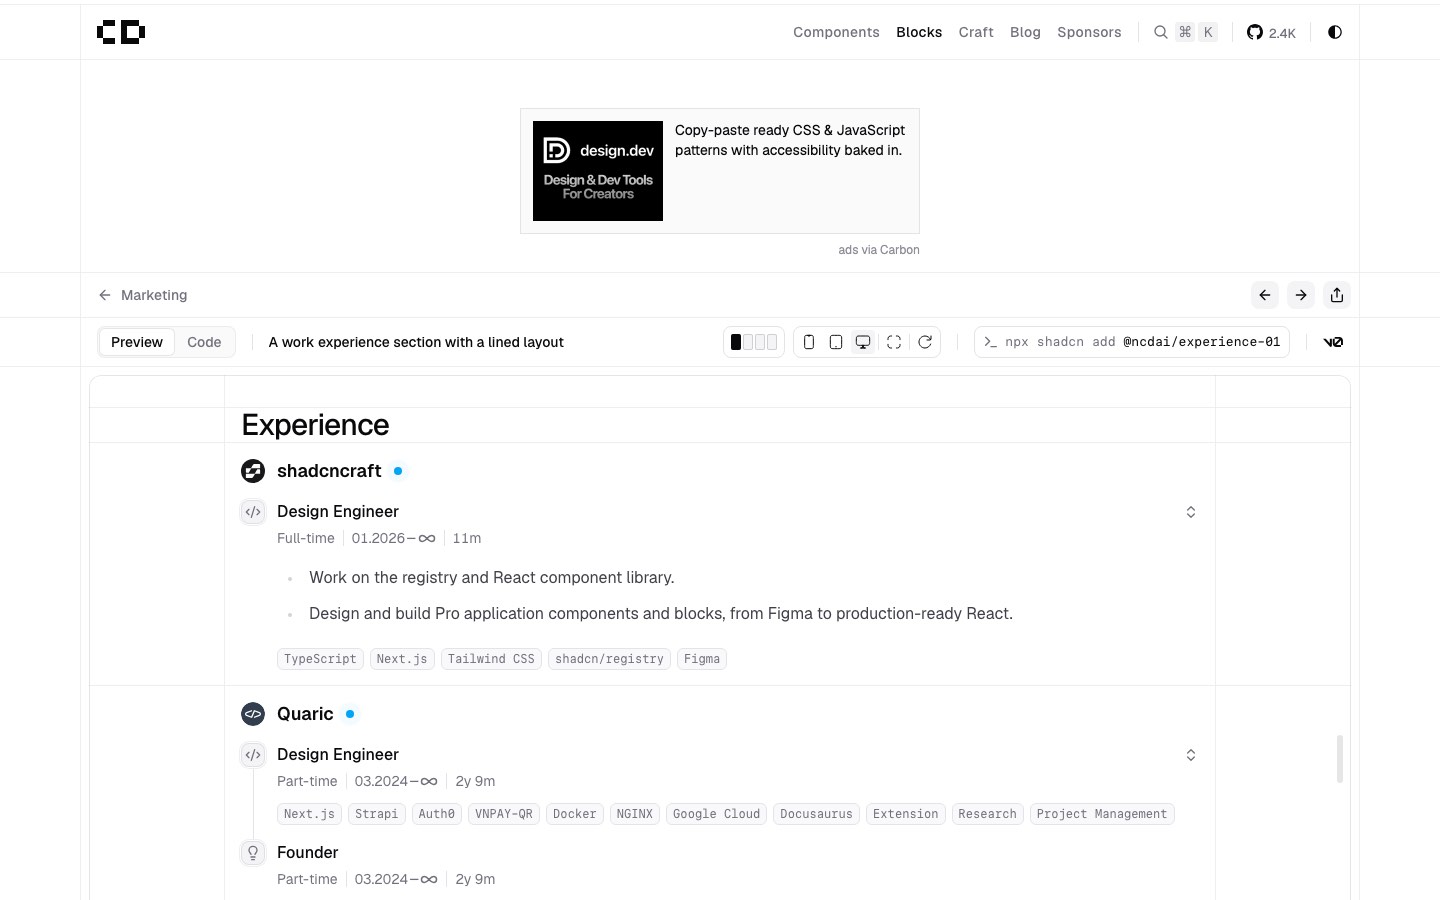 CD
Components
Blocks
Craft
Blog
Sponsors
⌘ K
2.4K
design.dev
Design & Dev Tools
For Creators
Copy-paste ready CSS & JavaScript
patterns with accessibility baked in.
ads via Carbon
Marketing
Preview
Code
A work experience section with a lined layout
npx shadcn add @ncdai/experience-01
v0
Experience
shadcncraft
Design Engineer
Full-time
01.2026–∞
11m
Work on the registry and React component library.
Design and build Pro application components and blocks, from Figma to production-ready React.
TypeScript
Next.js
Tailwind CSS
shadcn/registry
Figma
Quaric
Design Engineer
Part-time
03.2024–∞
2y 9m
Next.js
Strapi
Auth0
VNPAY-QR
Docker
NGINX
Google Cloud
Docusaurus
Extension
Research
Project Management
Founder
Part-time
03.2024–∞
2y 9m